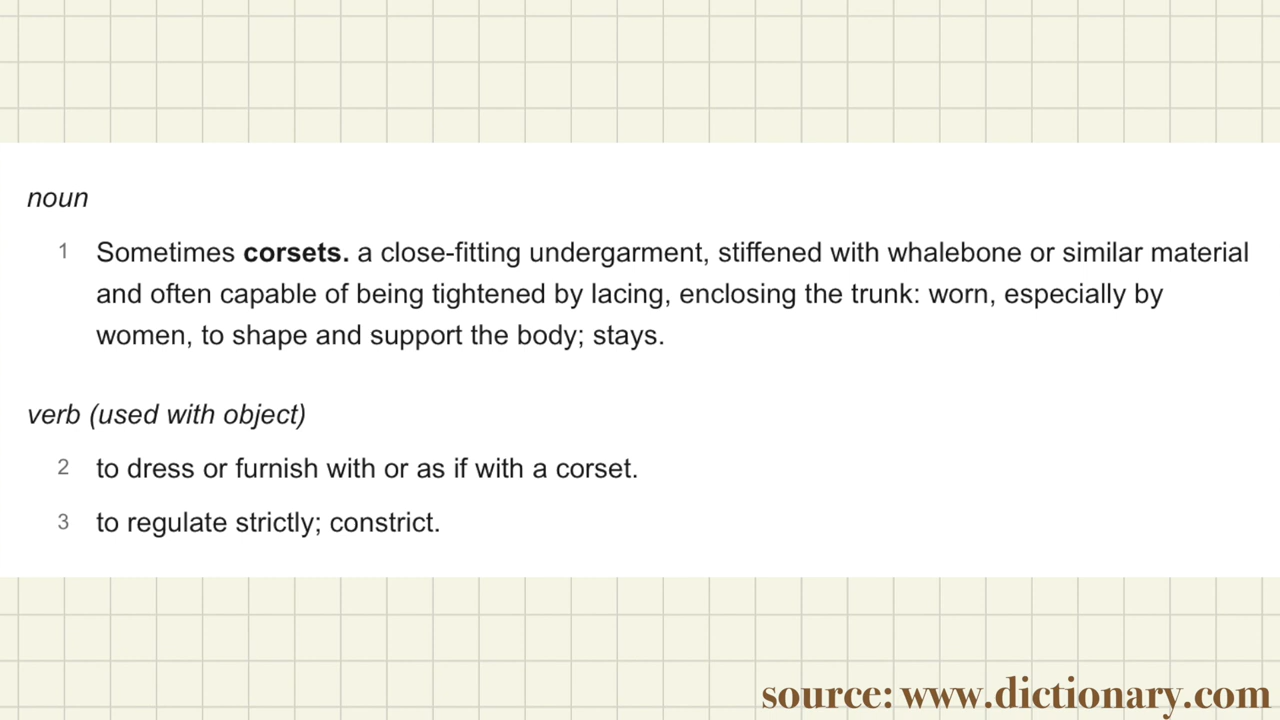 noun
1 Sometimes corsets. a close-fitting undergarment, stiffened with whalebone or similar material
and often capable of being tightened by lacing, enclosing the trunk: worn, especially by
women, to shape and support the body; stays.
verb (used with object)
2 to dress or furnish with or as if with a corset.
3 to regulate strictly; constrict.
source: www.dictionary.com